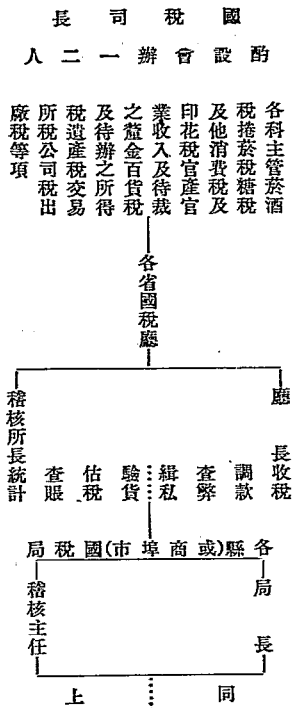 國稅司長
酌設會辦一二人
各科主管菸酒
稅捲菸稅糖稅
及他消費稅及
印花稅官產官
業收入及待裁
之釐金百貨稅
及待辦之所得
稅遺產稅交易
所稅公司稅出
廠稅等項
各省國稅廳
廳長收稅
調款
查弊
緝私
驗貨
估稅
查賬
稽核所長統計
各縣(或商埠市)國稅局
局長
稽核主任
同上